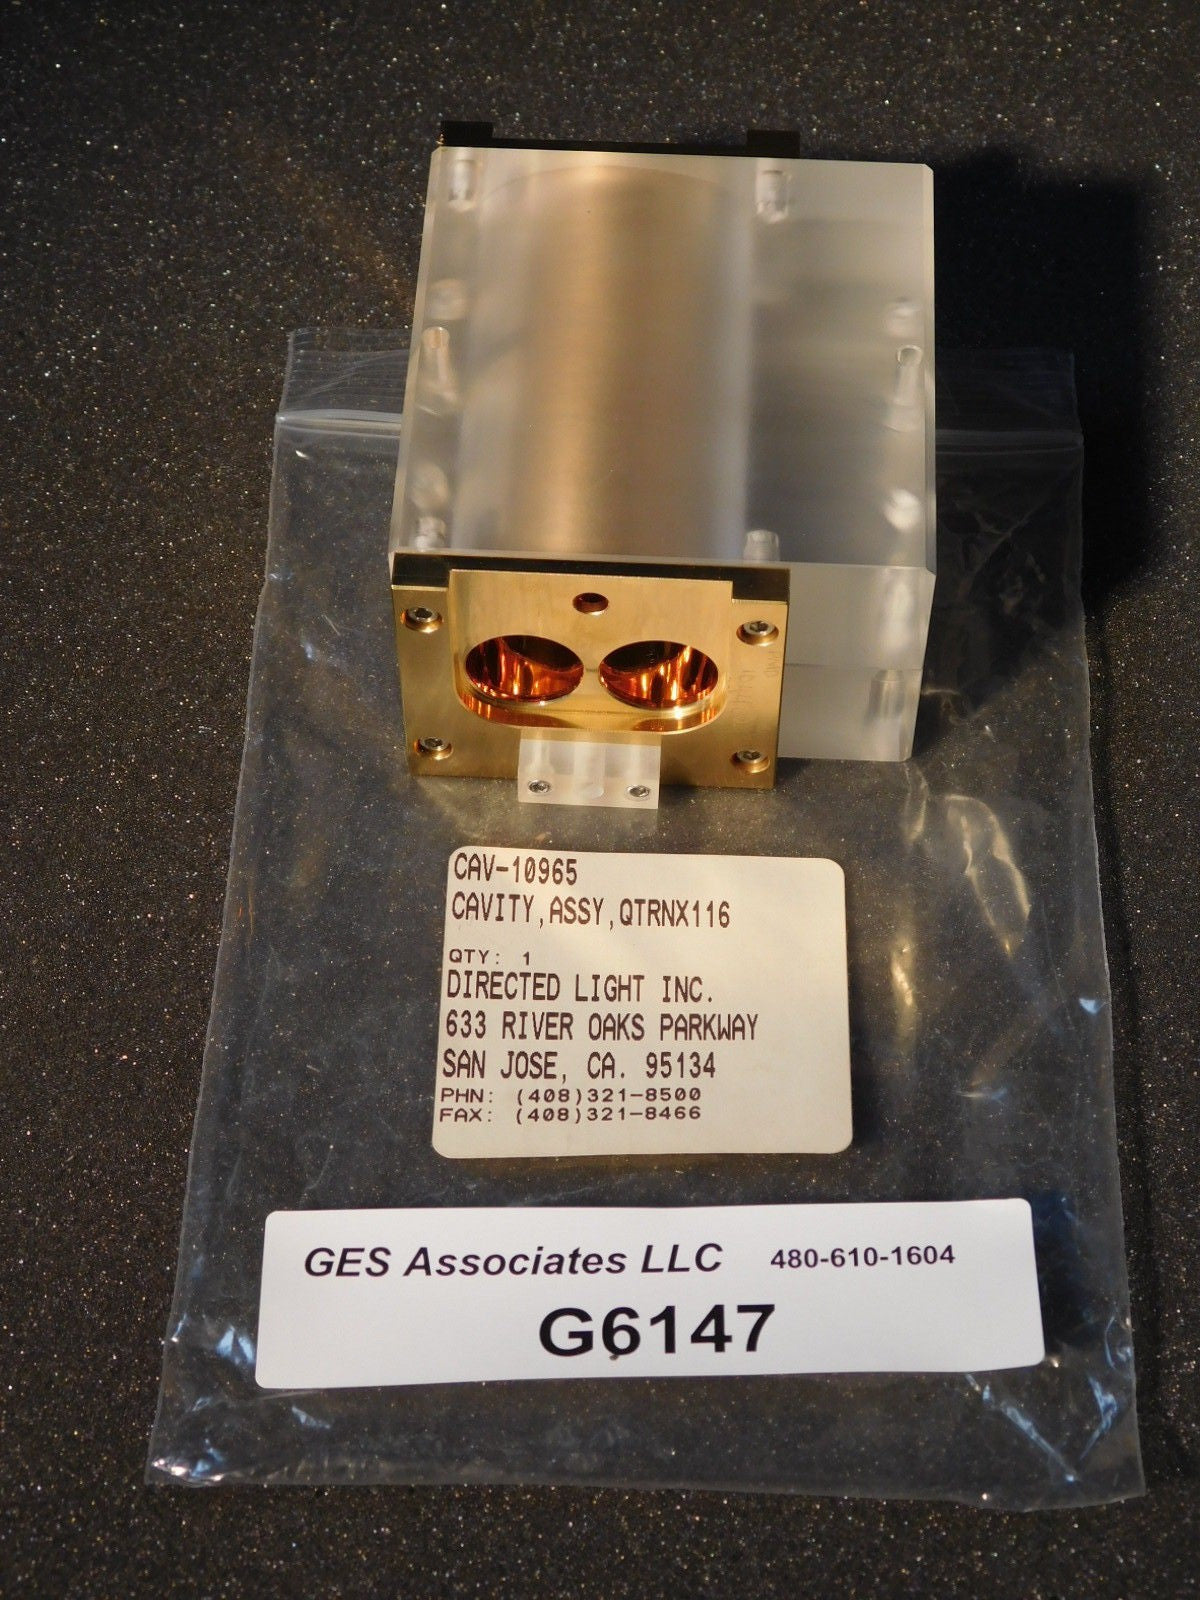 CAV-10965
CAVITY,ASSY,QTRNX116
QTY: 1
DIRECTED LIGHT INC.
633 RIVER OAKS PARKWAY
SAN JOSE, CA. 95134
PHN: (408)321-8500
FAX: (408)321-8466
GES Associates LLC 480-610-1604
G6147